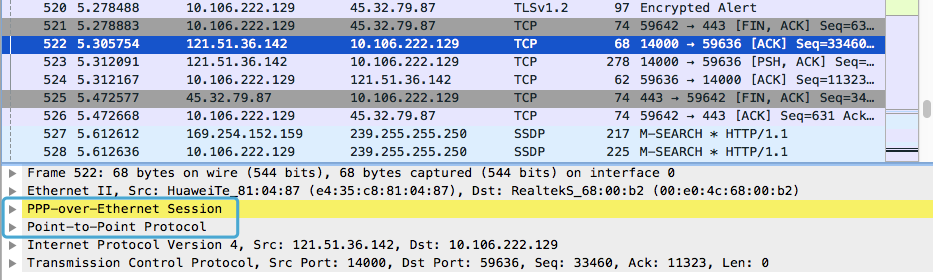 520 5.278488 10.106.222.129 45.32.79.87 TLSv1.2 97 Encrypted Alert
521 5.278883 10.106.222.129 45.32.79.87 TCP 74 59642 → 443 [FIN, ACK] Seq=63…
522 5.305754 121.51.36.142 10.106.222.129 TCP 68 14000 → 59636 [ACK] Seq=33460…
523 5.312091 121.51.36.142 10.106.222.129 TCP 278 14000 → 59636 [PSH, ACK] Seq=…
524 5.312167 10.106.222.129 121.51.36.142 TCP 62 59636 → 14000 [ACK] Seq=11323…
525 5.472577 45.32.79.87 10.106.222.129 TCP 74 443 → 59642 [FIN, ACK] Seq=34…
526 5.472668 10.106.222.129 45.32.79.87 TCP 74 59642 → 443 [ACK] Seq=631 Ack…
527 5.612612 169.254.152.159 239.255.255.250 SSDP 217 M-SEARCH * HTTP/1.1
528 5.612636 10.106.222.129 239.255.255.250 SSDP 225 M-SEARCH * HTTP/1.1
Frame 522: 68 bytes on wire (544 bits), 68 bytes captured (544 bits) on interface 0
Ethernet II, Src: HuaweiTe_81:04:87 (e4:35:c8:81:04:87), Dst: RealtekS_68:00:b2 (00:e0:4c:68:00:b2)
PPP-over-Ethernet Session
Point-to-Point Protocol
Internet Protocol Version 4, Src: 121.51.36.142, Dst: 10.106.222.129
Transmission Control Protocol, Src Port: 14000, Dst Port: 59636, Seq: 33460, Ack: 11323, Len: 0